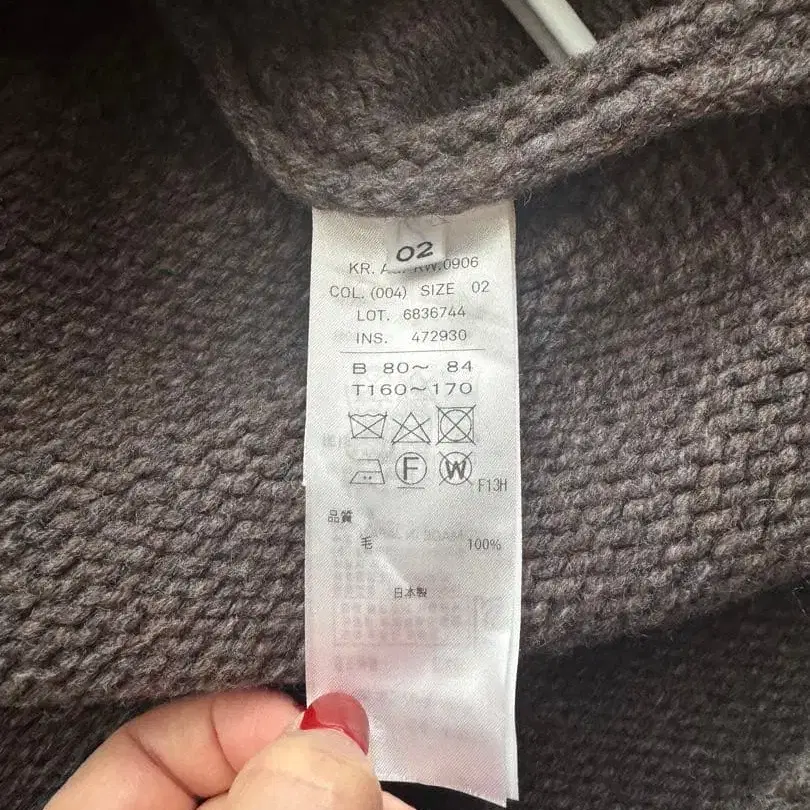 02
KR. A RW.0906
COL. (004) SIZE 02
LOT. 6836744
INS. 472930
B 80～ 84
T160～170
F
W
F13H
品質
毛 100%
日本製